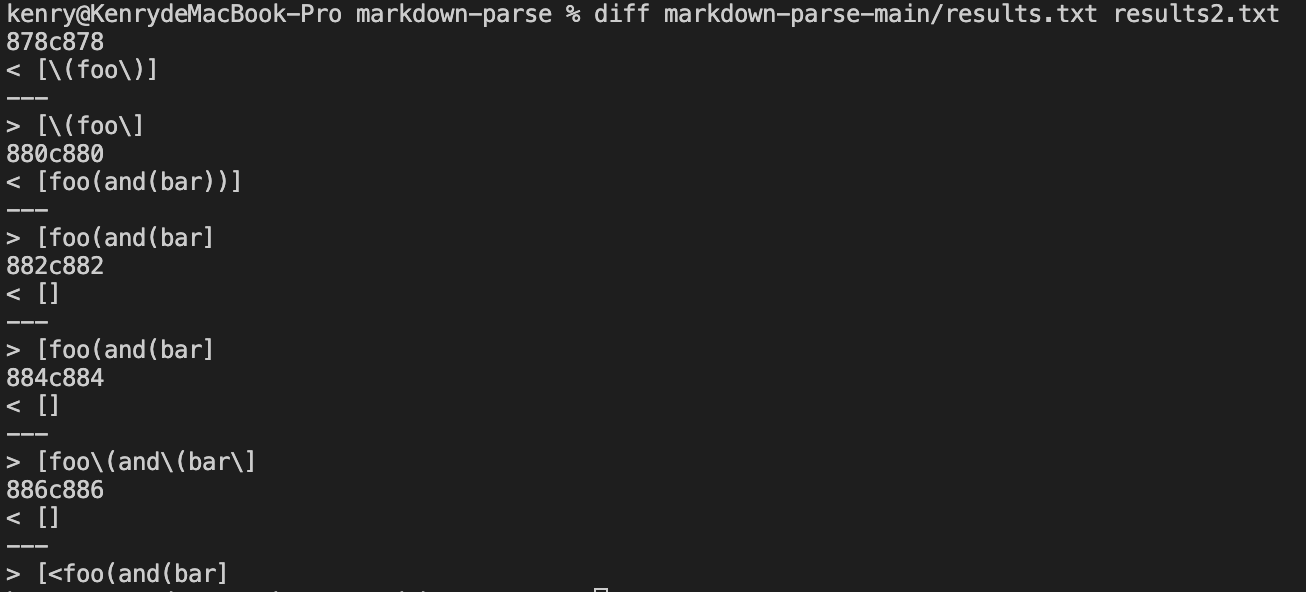 kenry@KenrydeMacBook-Pro markdown-parse % diff markdown-parse-main/results.txt results2.txt
878c878
< [\(foo\)]
---
> [\(foo\]
880c880
< [foo(and(bar))]
---
> [foo(and(bar]
882c882
< []
---
> [foo(and(bar]
884c884
< []
---
> [foo\(and\(bar\]
886c886
< []
---
> [<foo(and(bar]